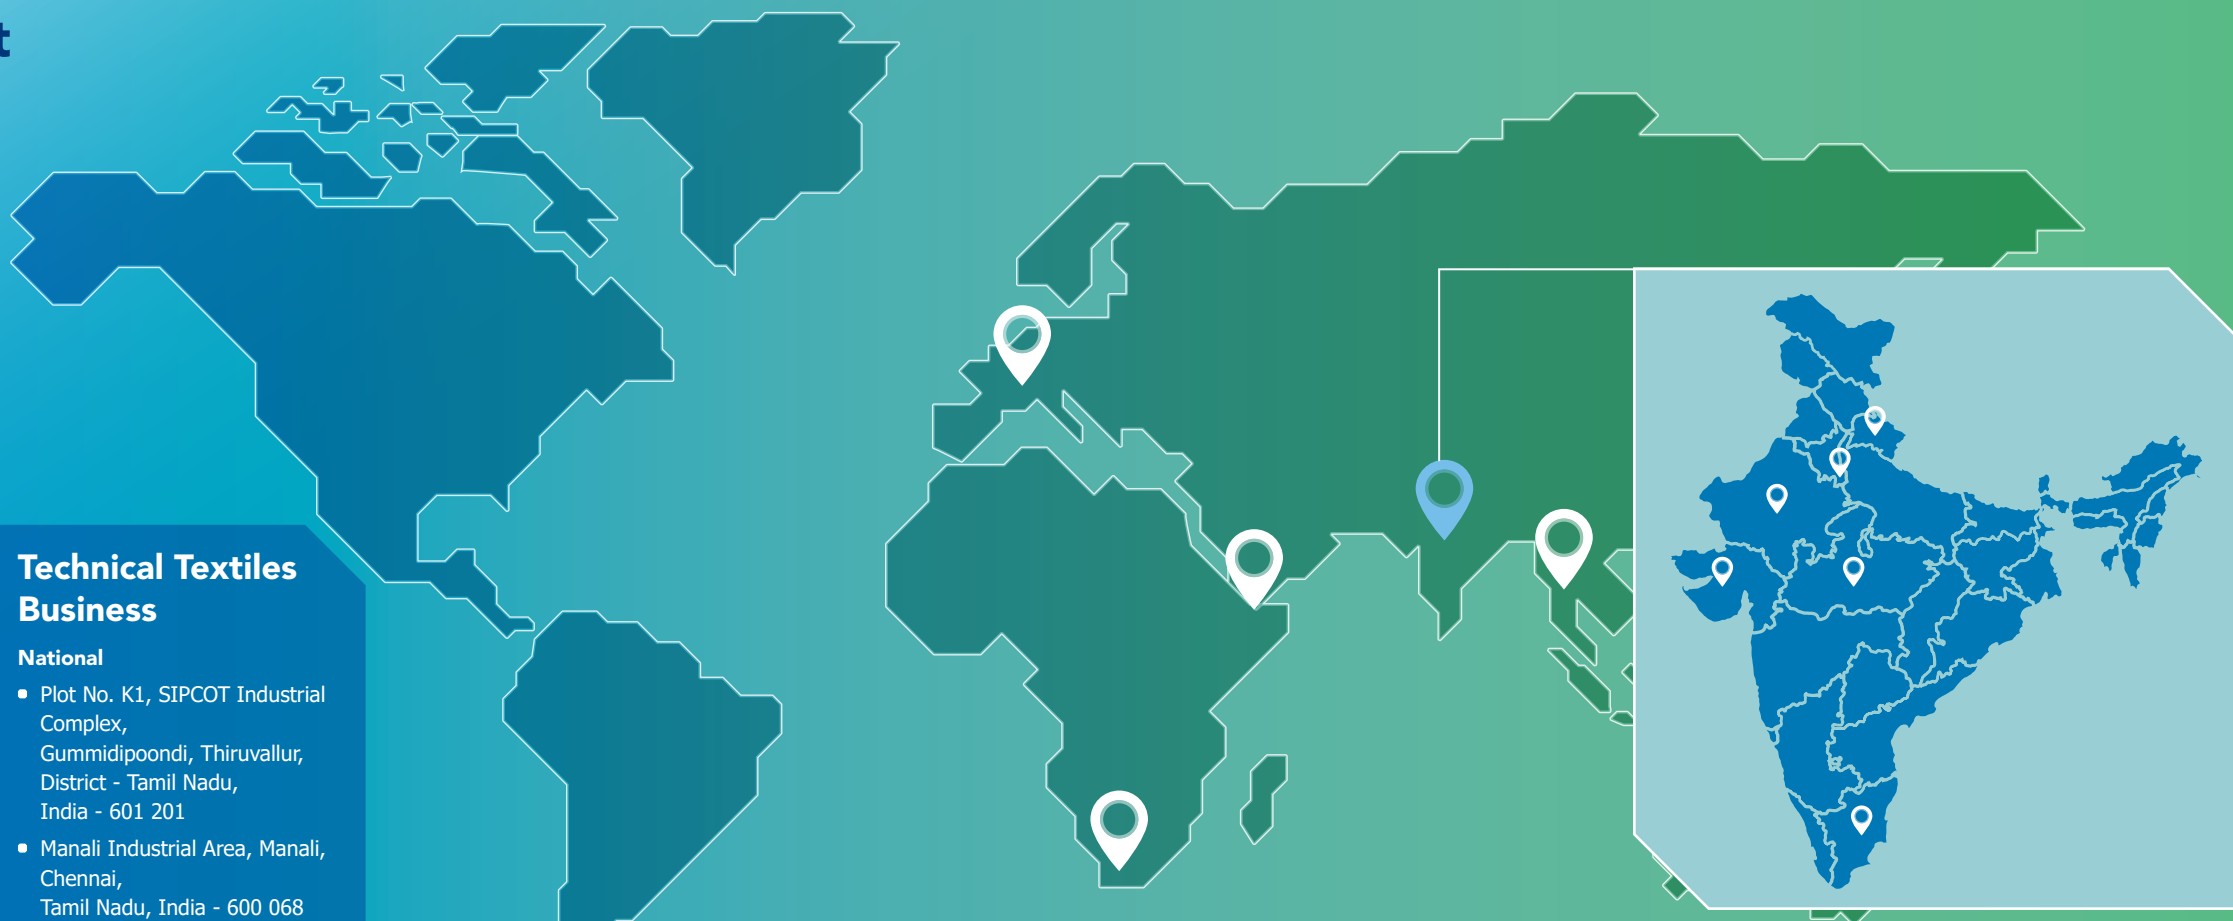 t
Technical Textiles
Business
National
Plot No. K1, SIPCOT Industrial
Complex,
Gummidipoondi, Thiruvallur,
District - Tamil Nadu,
India - 601 201
Manali Industrial Area, Manali,
Chennai,
Tamil Nadu, India - 600 068